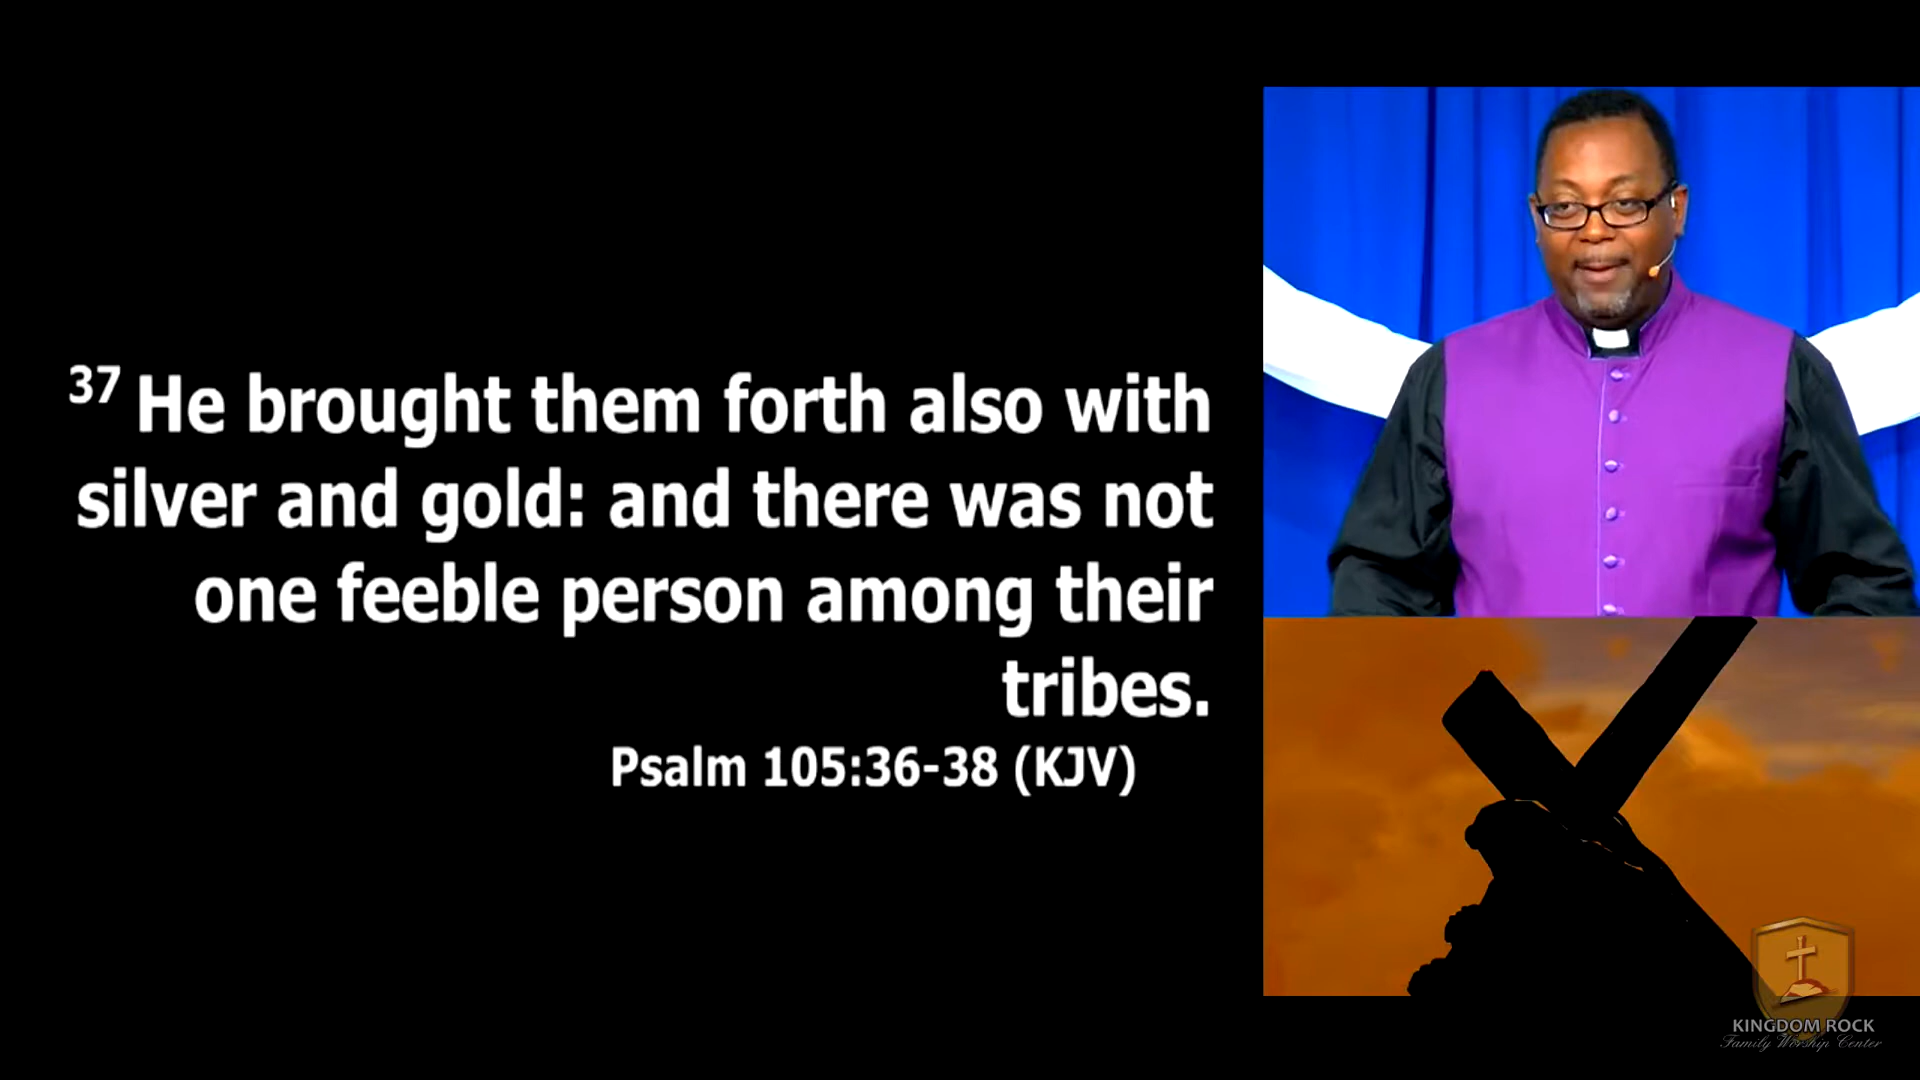 37 He brought them forth also with
silver and gold: and there was not
one feeble person among their
tribes.
Psalm 105:36-38 (KJV)
KINGDOM ROCK
Family Worship Center